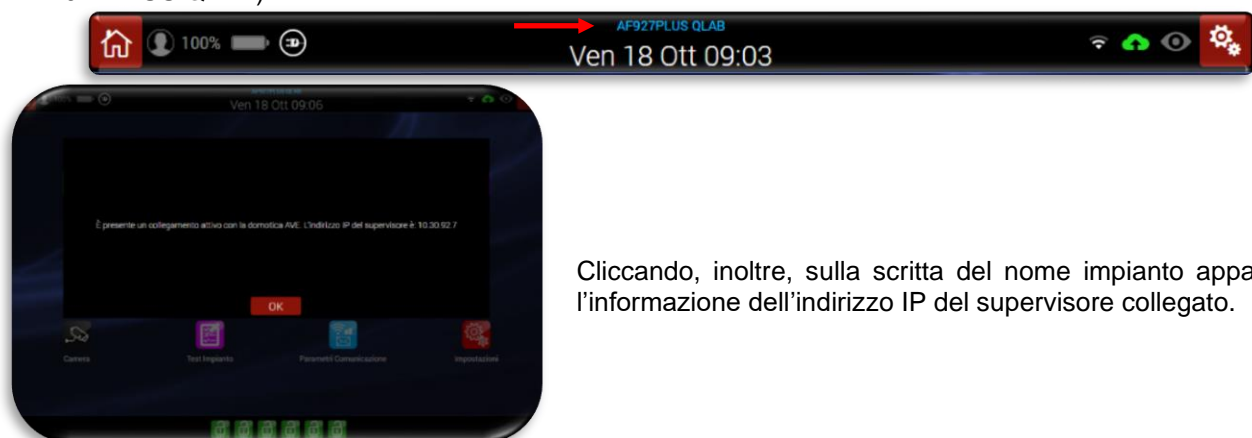 AF927PLUS QLAB
100%
Ven 18 Ott 09:03
Ven 18 Ott 09:06
È presente un collegamento attivo con la domotica AVE. L'indirizzo IP del supervisore è: 10.30.92.7
OK
Camera Test Impianto Parametri Comunicazione Impostazioni
Cliccando, inoltre, sulla scritta del nome impianto appa
l'informazione dell'indirizzo IP del supervisore collegato.